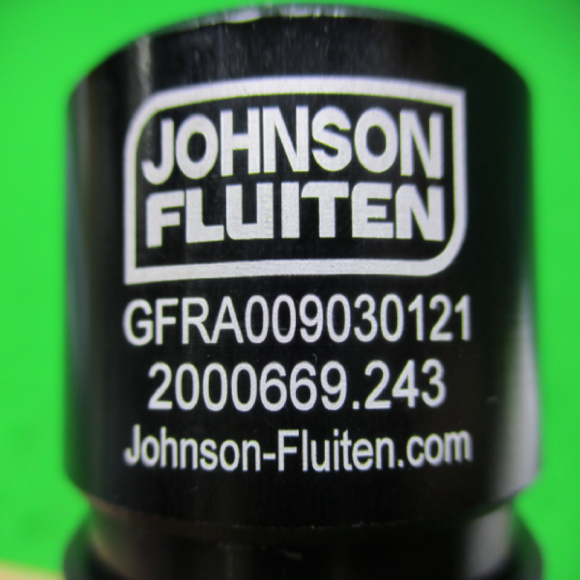 JOHNSON
FLUITEN
GFRA009030121
2000669.243
Johnson-Fluiten.com